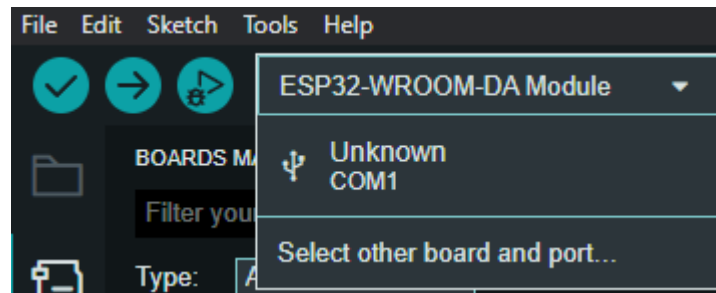 File Edit Sketch Tools Help
ESP32-WROOM-DA Module
BOARDS MA
Unknown
COM1
Filter your
Select other board and port...
Type: A